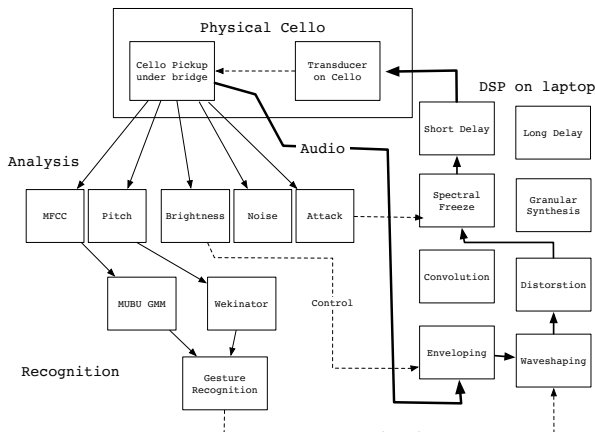 Physical Cello
Cello Pickup
under bridge
Transducer
on Cello
DSP on laptop
Short Delay
Long Delay
Audio
Analysis
MFCC
Pitch
Brightness
Noise
Attack
Spectral
Freeze
Granular
Synthesis
Convolution
Distorstion
MUBU GMM
Wekinator
Control
Enveloping
Waveshaping
Recognition
Gesture
Recognition